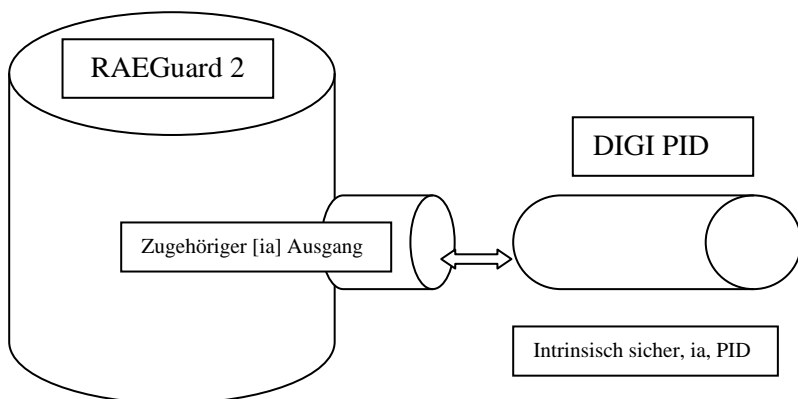 RAEGuard 2
DIGI PID
Zugehöriger [ia] Ausgang
Intrinsisch sicher, ia, PID